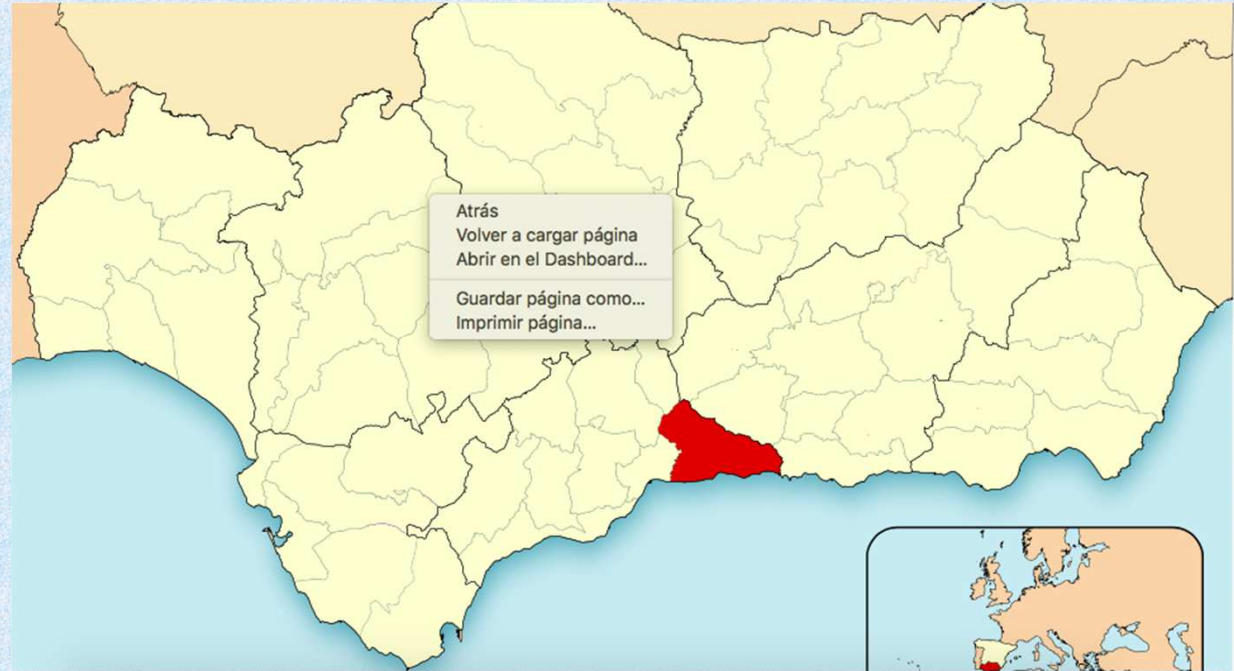 Atrás
Volver a cargar página
Abrir en el Dashboard...
Guardar página como...
Imprimir página...